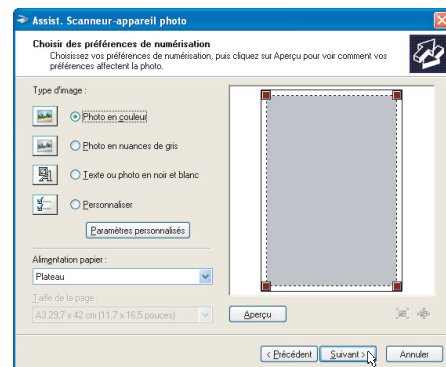 Assist. Scanneur-appareil photo
Choisir des préférences de numérisation
Choisissez vos préférences de numérisation, puis cliquez sur Aperçu pour voir comment vos
préférences affectent la photo.
Type d'image :
Photo en couleur
Photo en nuances de gris
Texte ou photo en noir et blanc
Personnaliser
Paramètres personnalisés
Alimentation papier :
Plateau
Taille de la page :
A3 29,7 x 42 cm (11,7 x 16,5 pouces)
Aperçu
< Précédent
Suivant >
Annuler